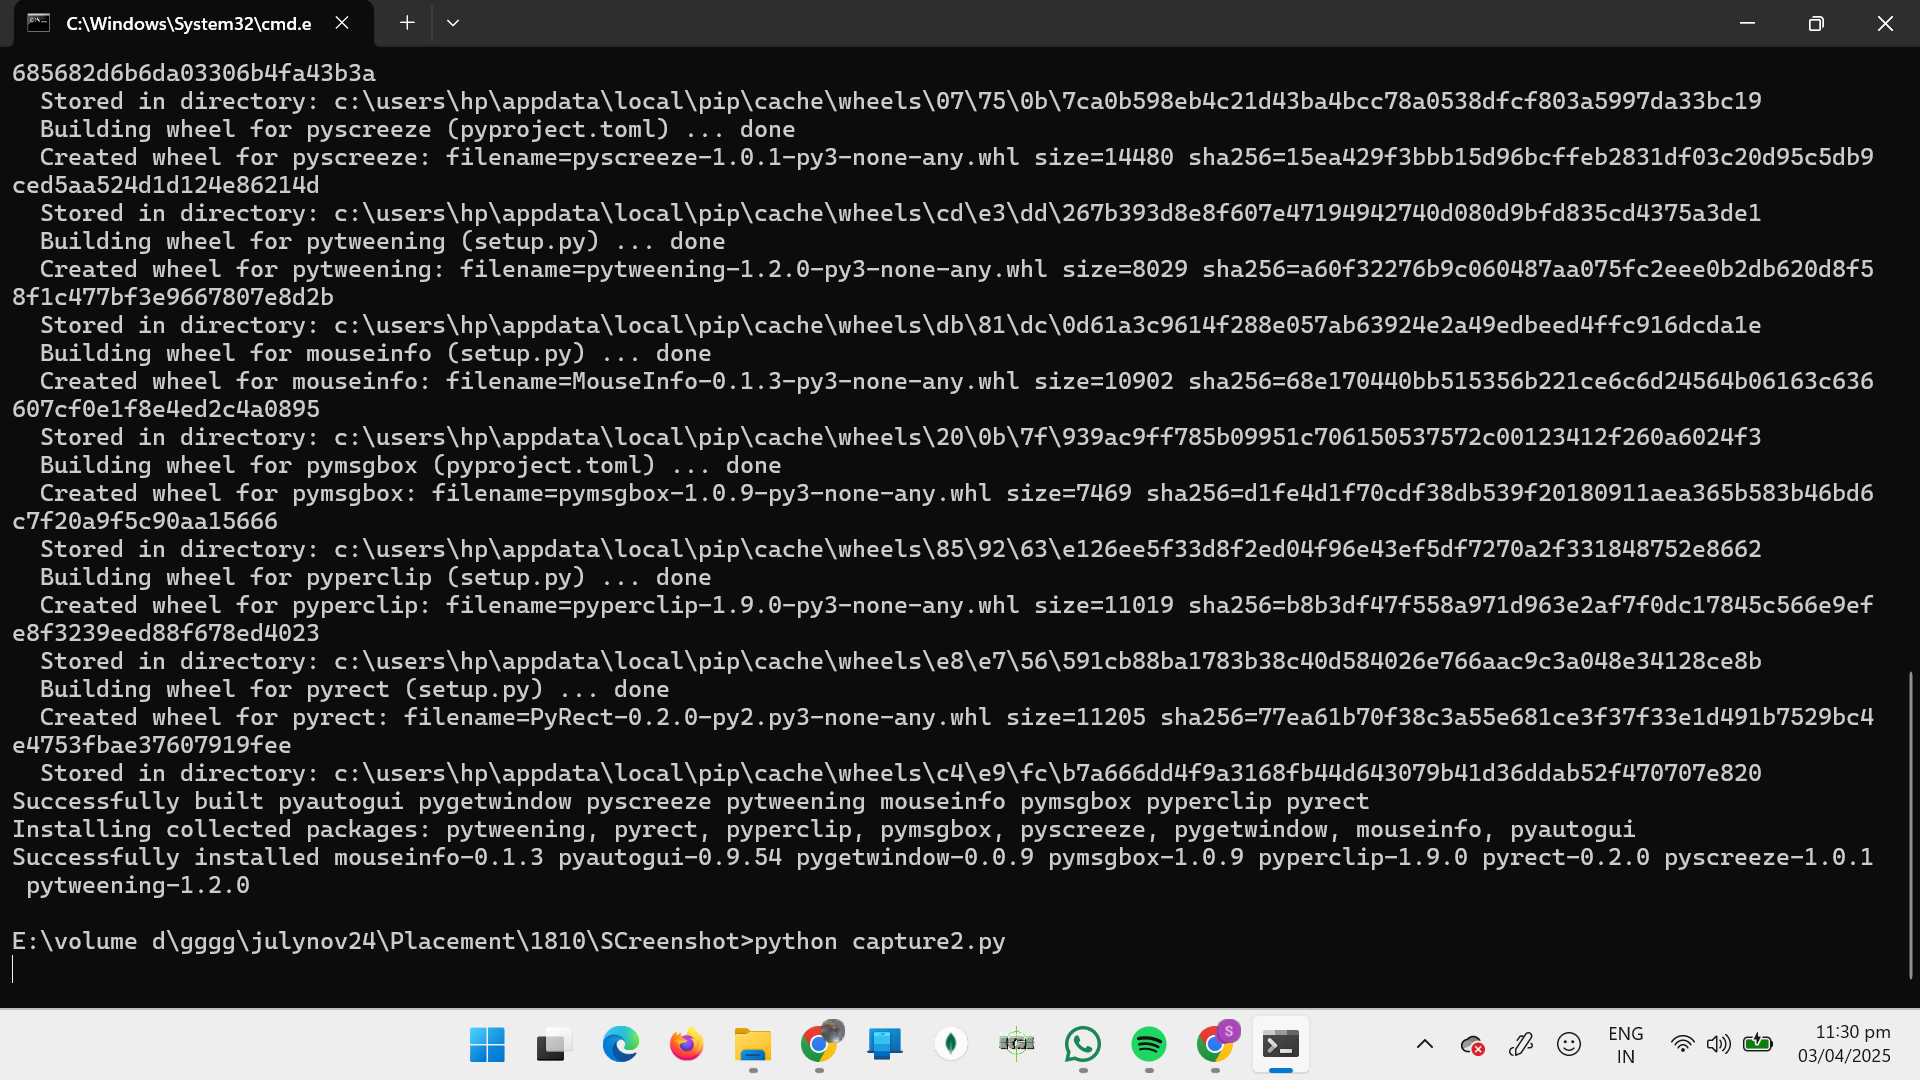 C:\Windows\System32\cmd.e
685682d6b6da03306b4fa43b3a
Stored in directory: c:\users\hp\appdata\local\pip\cache\wheels\07\75\0b\7ca0b598eb4c21d43ba4bcc78a0538dfcf803a5997da33bc19
Building wheel for pyscreeze (pyproject.toml) ... done
Created wheel for pyscreeze: filename=pyscreeze-1.0.1-py3-none-any.whl size=14480 sha256=15ea429f3bbb15d96bcffeb2831df03c20d95c5db9
ced5aa524d1d124e86214d
Stored in directory: c:\users\hp\appdata\local\pip\cache\wheels\cd\e3\dd\267b393d8e8f607e47194942740d080d9bfd835cd4375a3de1
Building wheel for pytweening (setup.py) ... done
Created wheel for pytweening: filename=pytweening-1.2.0-py3-none-any.whl size=8029 sha256=a60f32276b9c060487aa075fc2eee0b2db620d8f5
8f1c477bf3e9667807e8d2b
Stored in directory: c:\users\hp\appdata\local\pip\cache\wheels\db\81\dc\0d61a3c9614f288e057ab63924e2a49edbeed4ffc916dcda1e
Building wheel for mouseinfo (setup.py) ... done
Created wheel for mouseinfo: filename=MouseInfo-0.1.3-py3-none-any.whl size=10902 sha256=68e170440bb515356b221ce6c6d24564b06163c636
607cf0e1f8e4ed2c4a0895
Stored in directory: c:\users\hp\appdata\local\pip\cache\wheels\20\0b\7f\939ac9ff785b09951c706150537572c00123412f260a6024f3
Building wheel for pymsgbox (pyproject.toml) ... done
Created wheel for pymsgbox: filename=pymsgbox-1.0.9-py3-none-any.whl size=7469 sha256=d1fe4d1f70cdf38db539f20180911aea365b583b46bd6
c7f20a9f5c90aa15666
Stored in directory: c:\users\hp\appdata\local\pip\cache\wheels\85\92\63\e126ee5f33d8f2ed04f96e43ef5df7270a2f331848752e8662
Building wheel for pyperclip (setup.py) ... done
Created wheel for pyperclip: filename=pyperclip-1.9.0-py3-none-any.whl size=11019 sha256=b8b3df47f558a971d963e2af7f0dc17845c566e9ef
e8f3239eed88f678ed4023
Stored in directory: c:\users\hp\appdata\local\pip\cache\wheels\e8\e7\56\591cb88ba1783b38c40d584026e766aac9c3a048e34128ce8b
Building wheel for pyrect (setup.py) ... done
Created wheel for pyrect: filename=PyRect-0.2.0-py2.py3-none-any.whl size=11205 sha256=77ea61b70f38c3a55e681ce3f37f33e1d491b7529bc4
e4753fbae37607919fee
Stored in directory: c:\users\hp\appdata\local\pip\cache\wheels\c4\e9\fc\b7a666dd4f9a3168fb44d643079b41d36ddab52f470707e820
Successfully built pyautogui pygetwindow pyscreeze pytweening mouseinfo pymsgbox pyperclip pyrect
Installing collected packages: pytweening, pyrect, pyperclip, pymsgbox, pyscreeze, pygetwindow, mouseinfo, pyautogui
Successfully installed mouseinfo-0.1.3 pyautogui-0.9.54 pygetwindow-0.0.9 pymsgbox-1.0.9 pyperclip-1.9.0 pyrect-0.2.0 pyscreeze-1.0.1
pytweening-1.2.0
E:\volume d\gggg\julynov24\Placement\1810\SCreenshot>python capture2.py
S
ENG
IN
11:30 pm
03/04/2025